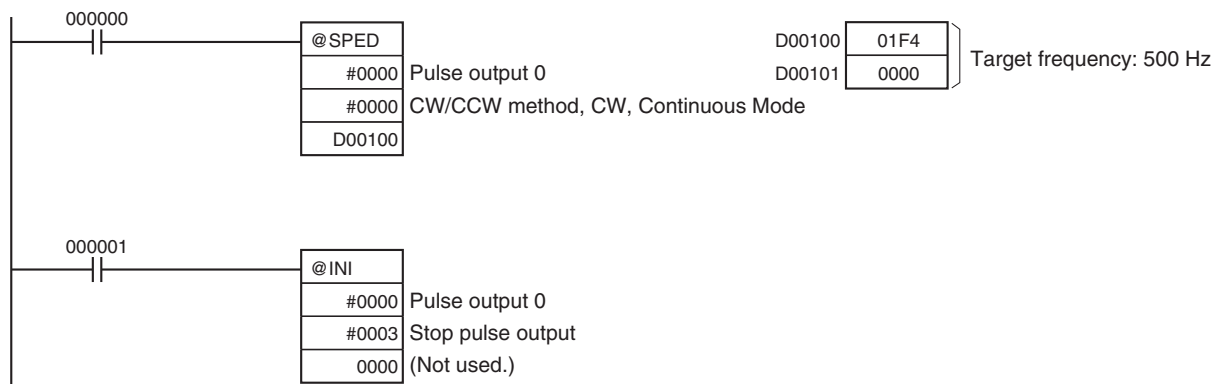 000000
@SPED
#0000 Pulse output 0
#0000 CW/CCW method, CW, Continuous Mode
D00100
D00100 01F4
D00101 0000
Target frequency: 500 Hz
000001
@INI
#0000 Pulse output 0
#0003 Stop pulse output
0000 (Not used.)